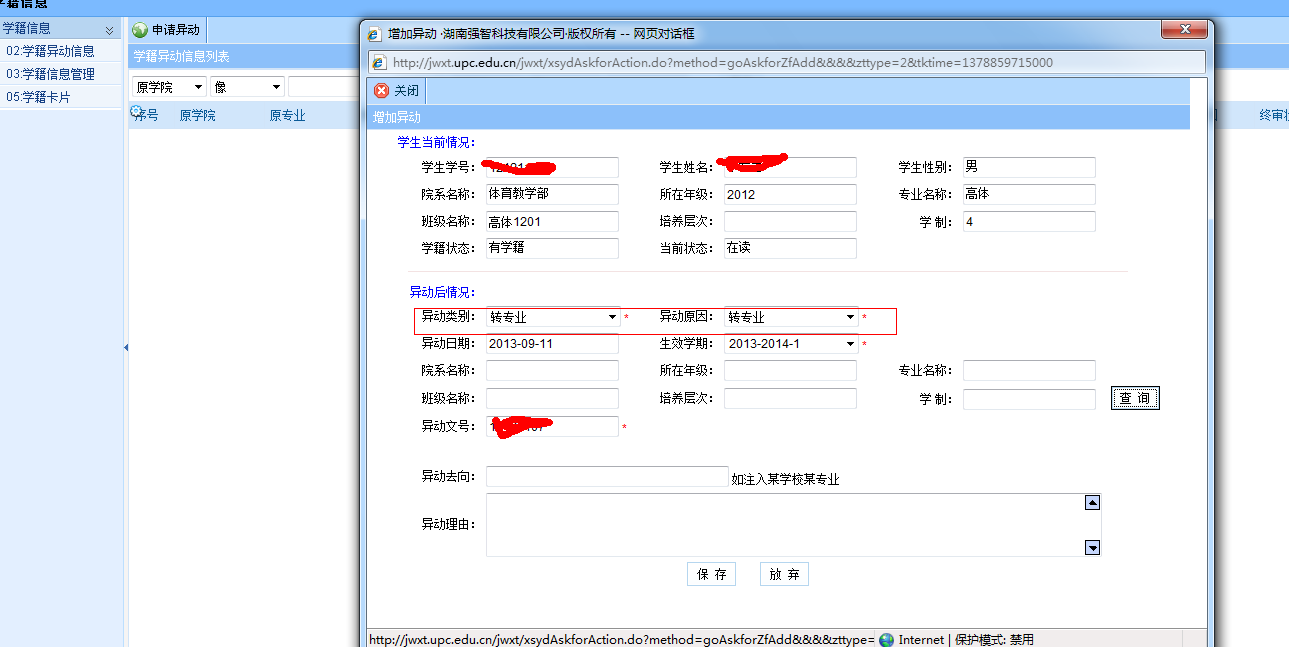 学籍信息
学籍信息
02:学籍异动信息
03:学籍信息管理
05:学籍卡片
申请异动
学籍异动信息列表
原学院 像
序号 原学院 原专业
终审状
增加异动 ·湖南强智科技有限公司·版权所有 -- 网页对话框
http://jwxt.upc.edu.cn/jwxt/xsydAskforAction.do?method=goAskforZfAdd&&&&zttype=2&tktime=1378859715000
关闭
增加异动
学生当前情况：
学生学号： 学生姓名： 学生性别： 男
院系名称： 体育教学部 所在年级： 2012 专业名称： 高体
班级名称： 高体1201 培养层次： 学 制： 4
学籍状态： 有学籍 当前状态： 在读
异动后情况：
异动类别： 转专业 * 异动原因： 转专业 *
异动日期： 2013-09-11 生效学期： 2013-2014-1 *
院系名称： 所在年级： 专业名称：
班级名称： 培养层次： 学 制： 查 询
异动文号： *
异动去向： 如注入某学校某专业
异动理由：
保 存 放 弃
http://jwxt.upc.edu.cn/jwxt/xsydAskforAction.do?method=goAskforZfAdd&&&&zttype= Internet | 保护模式: 禁用